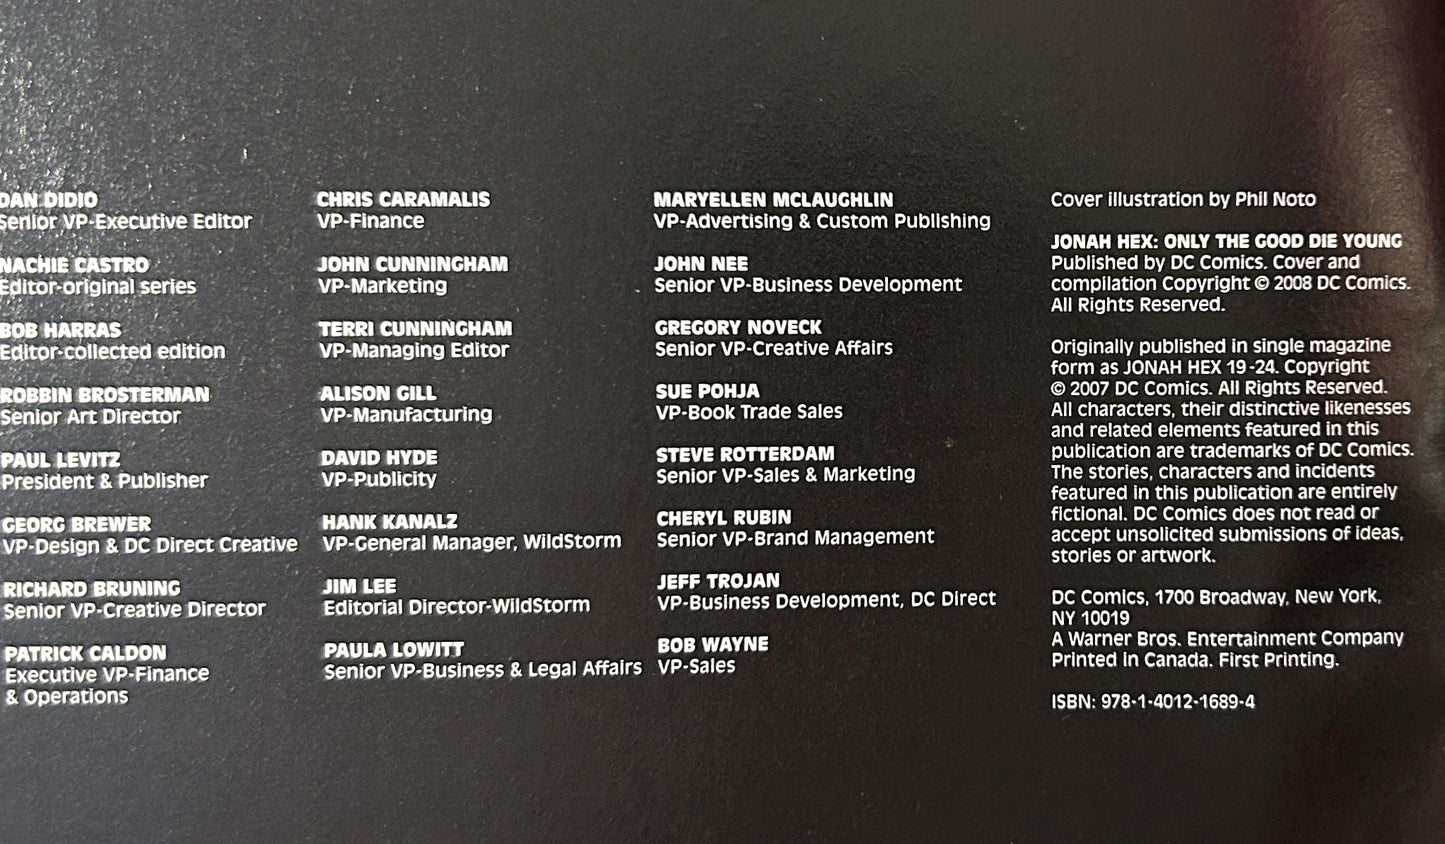 DAN DIDIO
Senior VP-Executive Editor
NACHIE CASTRO
Editor-original series
BOB HARRAS
Editor-collected edition
ROBBIN BROSTERMAN
Senior Art Director
PAUL LEVITZ
President & Publisher
GEORG BREWER
VP-Design & DC Direct Creative
RICHARD BRUNING
Senior VP-Creative Director
PATRICK CALDON
Executive VP-Finance
& Operations
CHRIS CARAMALIS
VP-Finance
JOHN CUNNINGHAM
VP-Marketing
TERRI CUNNINGHAM
VP-Managing Editor
ALISON GILL
VP-Manufacturing
DAVID HYDE
VP-Publicity
HANK KANALZ
VP-General Manager, WildStorm
JIM LEE
Editorial Director-WildStorm
PAULA LOWITT
Senior VP-Business & Legal Affairs
MARYELLEN MCLAUGHLIN
VP-Advertising & Custom Publishing
JOHN NEE
Senior VP-Business Development
GREGORY NOVECK
Senior VP-Creative Affairs
SUE POHJA
VP-Book Trade Sales
STEVE ROTTERDAM
Senior VP-Sales & Marketing
CHERYL RUBIN
Senior VP-Brand Management
JEFF TROJAN
VP-Business Development, DC Direct
BOB WAYNE
VP-Sales
Cover illustration by Phil Noto
JONAH HEX: ONLY THE GOOD DIE YOUNG
Published by DC Comics. Cover and
compilation Copyright © 2008 DC Comics.
All Rights Reserved.
Originally published in single magazine
form as JONAH HEX 19-24. Copyright
© 2007 DC Comics. All Rights Reserved.
All characters, their distinctive likenesses
and related elements featured in this
publication are trademarks of DC Comics.
The stories, characters and incidents
featured in this publication are entirely
fictional. DC Comics does not read or
accept unsolicited submissions of ideas,
stories or artwork.
DC Comics, 1700 Broadway, New York,
NY 10019
A Warner Bros. Entertainment Company
Printed in Canada. First Printing.
ISBN: 978-1-4012-1689-4